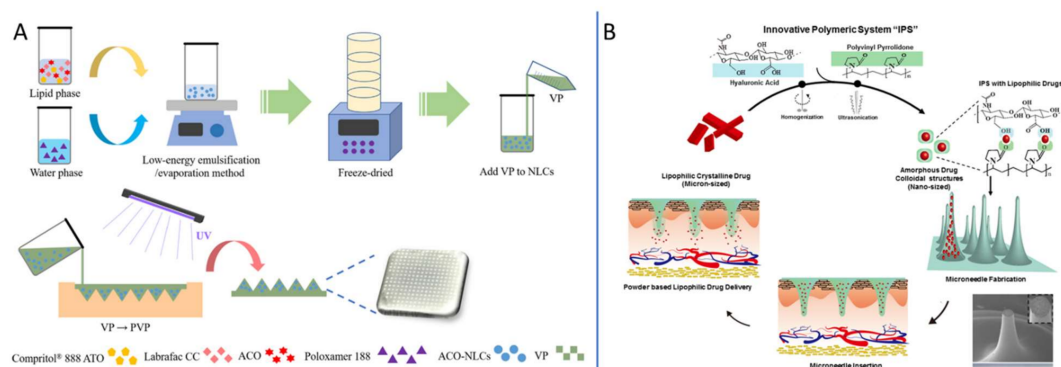 A
Lipid phase
Water phase
Low-energy emulsification
/evaporation method
Freeze-dried
VP
Add VP to NLCs
UV
VP → PVP
Compritol® 888 ATO
Labrafac CC
ACO
Poloxamer 188
ACO-NLCs
VP
B
Innovative Polymeric System “IPS”
Hyaluronic Acid
Polyvinyl Pyrrolidone
Homogenization
Ultrasonication
IPS with Lipophilic Drugs
Lipophilic Crystalline Drug
(Micron-sized)
Amorphous Drug
Colloidal structures
(Nano-sized)
Microneedle Fabrication
Powder based Lipophilic Drug Delivery
Microneedle Insertion